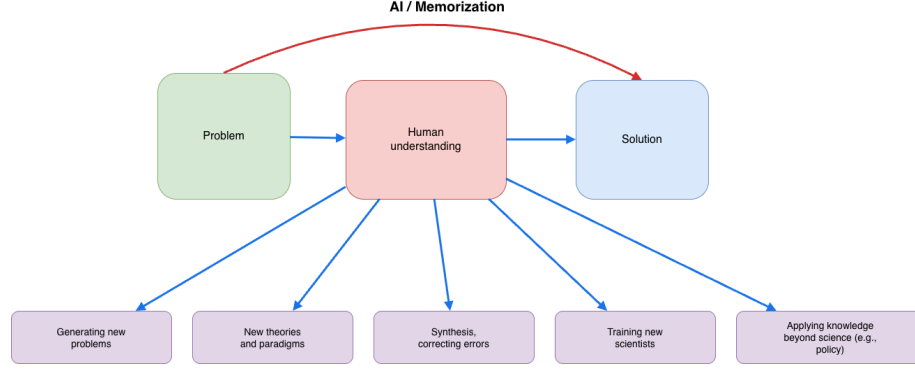 AI / Memorization
Problem
Human
understanding
Solution
Generating new
problems
New theories
and paradigms
Synthesis,
correcting errors
Training new
scientists
Applying knowledge
beyond science (e.g.,
policy)